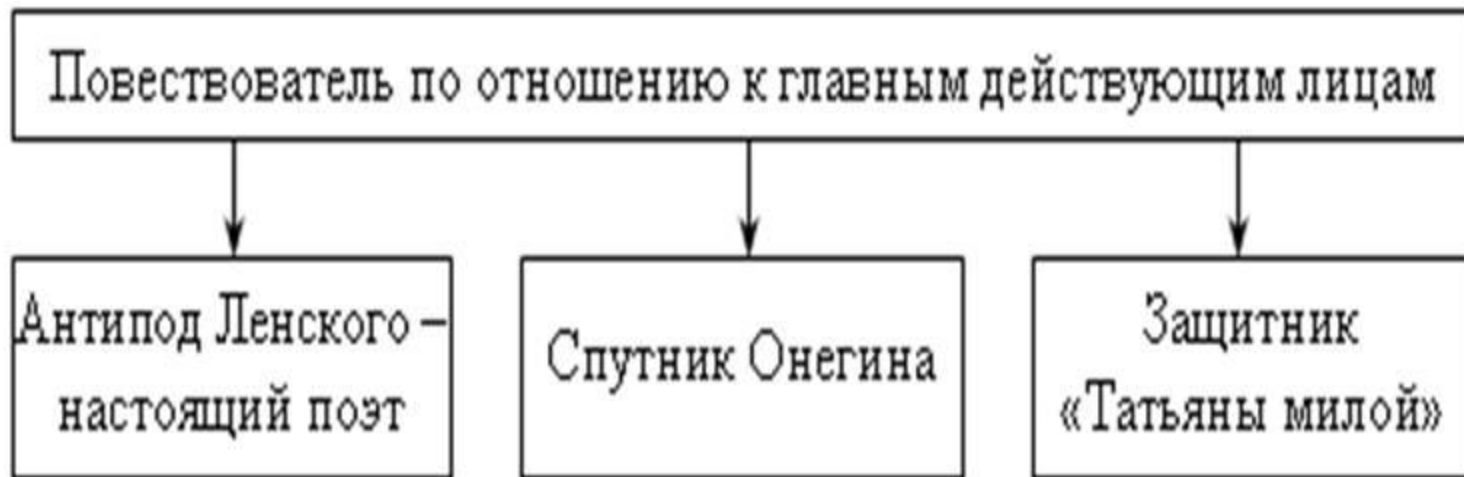 Повествователь по отношению к главным действующим лицам
Антипод Ленского –
настоящий поэт
Спутник Онегина
Защитник
«Татьяны милой»